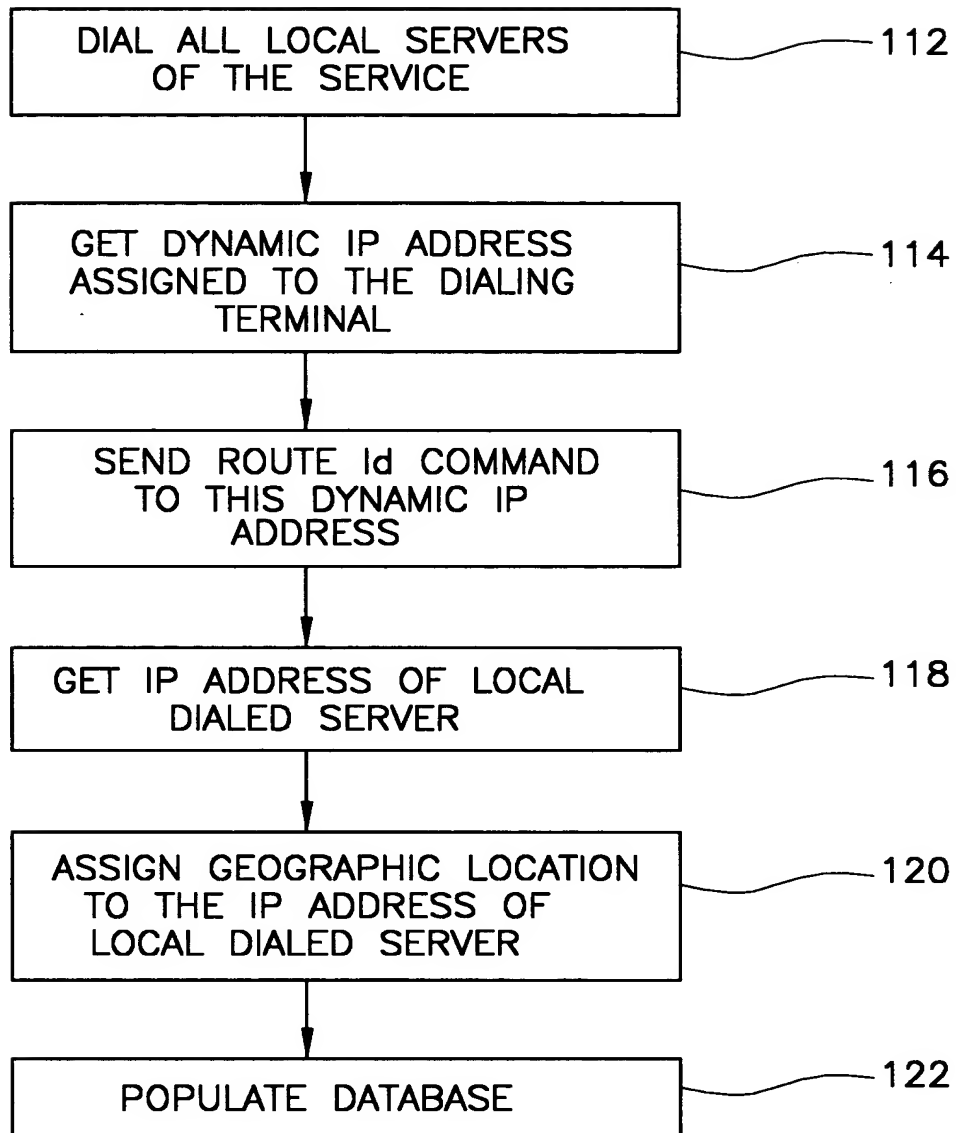 DIAL ALL LOCAL SERVERS
OF THE SERVICE
112
GET DYNAMIC IP ADDRESS
ASSIGNED TO THE DIALING
TERMINAL
114
SEND ROUTE Id COMMAND
TO THIS DYNAMIC IP
ADDRESS
116
GET IP ADDRESS OF LOCAL
DIALED SERVER
118
ASSIGN GEOGRAPHIC LOCATION
TO THE IP ADDRESS OF
LOCAL DIALED SERVER
120
POPULATE DATABASE
122